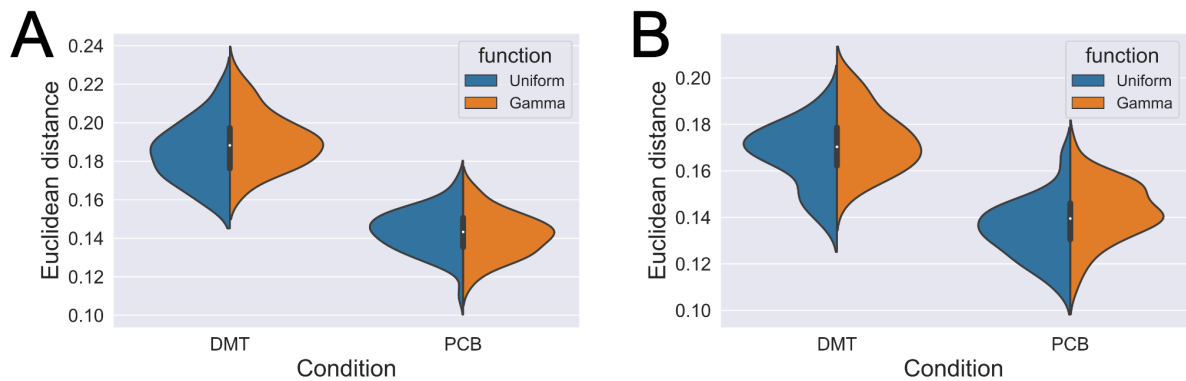 A
0.24
0.22
0.20
0.18
0.16
0.14
0.12
0.10
Euclidean distance
function
Uniform
Gamma
DMT
PCB
Condition
B
0.20
0.18
0.16
0.14
0.12
0.10
Euclidean distance
function
Uniform
Gamma
DMT
PCB
Condition